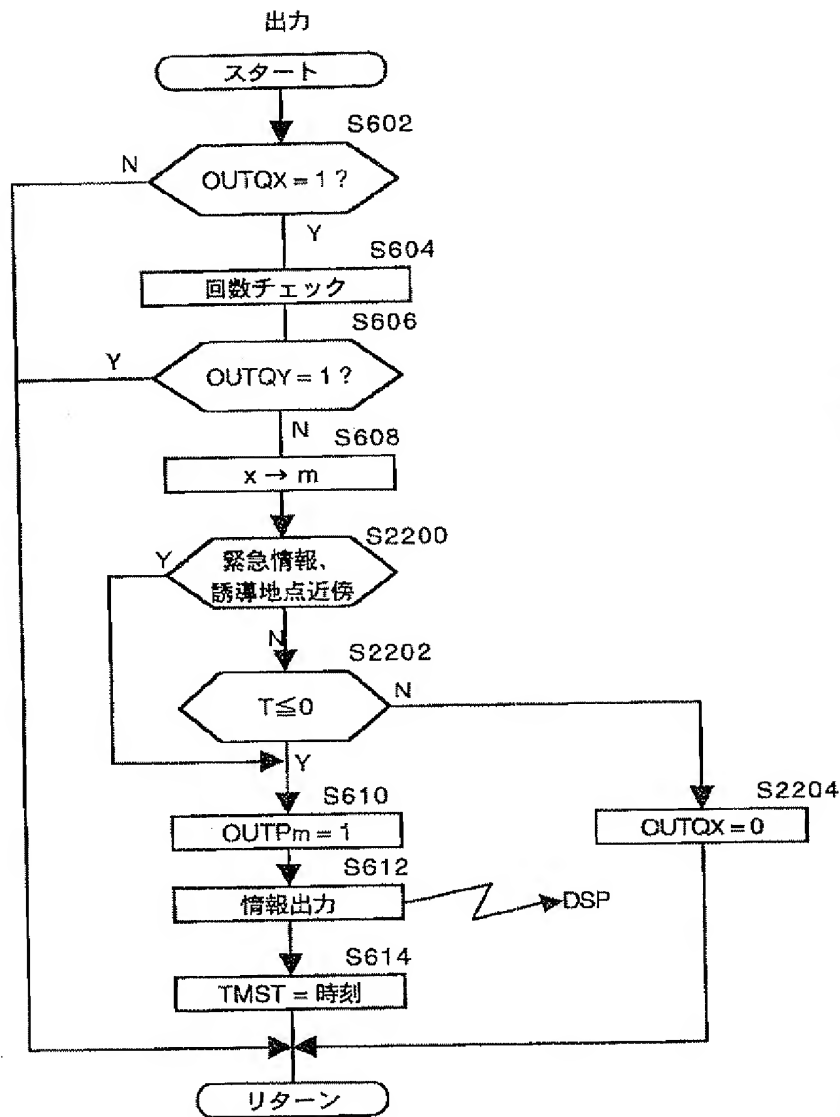 出力
スタート
S602
N
OUTQX = 1 ?
Y
S604
回数チェック
S606
Y
OUTQY = 1 ?
N
S608
x → m
S2200
Y
緊急情報、
誘導地点近傍
N
S2202
T≦0
N
Y
S2204
OUTQX = 0
S610
OUTPm = 1
S612
情報出力
DSP
S614
TMST = 時刻
リターン